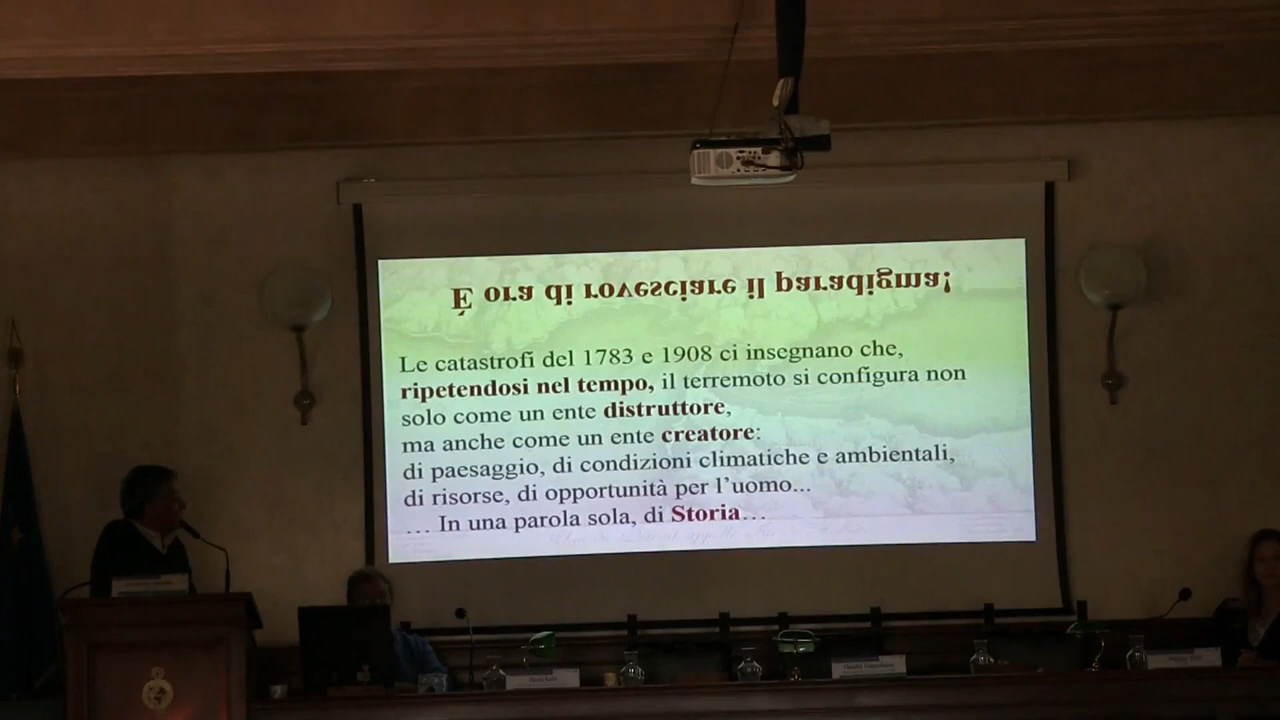 È ora di rovesciare il paradigma!
Le catastrofi del 1783 e 1908 ci insegnano che,
ripetendosi nel tempo, il terremoto si configura non
solo come un ente distruttore,
ma anche come un ente creatore:
di paesaggio, di condizioni climatiche e ambientali,
di risorse, di opportunità per l'uomo...
... In una parola sola, di Storia...